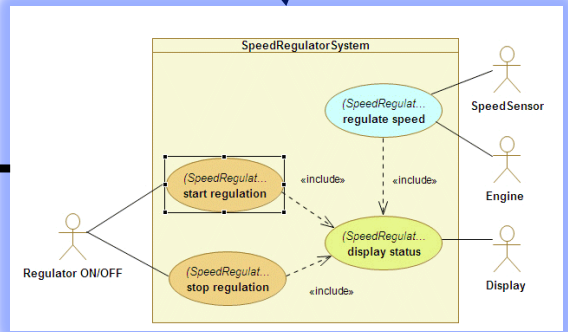 SpeedRegulatorSystem
SpeedSensor
(SpeedRegulat...
regulate speed
«include»
«include»
Engine
(SpeedRegulat...
start regulation
Regulator ON/OFF
(SpeedRegulat...
display status
Display
(SpeedRegulat...
stop regulation
«include»